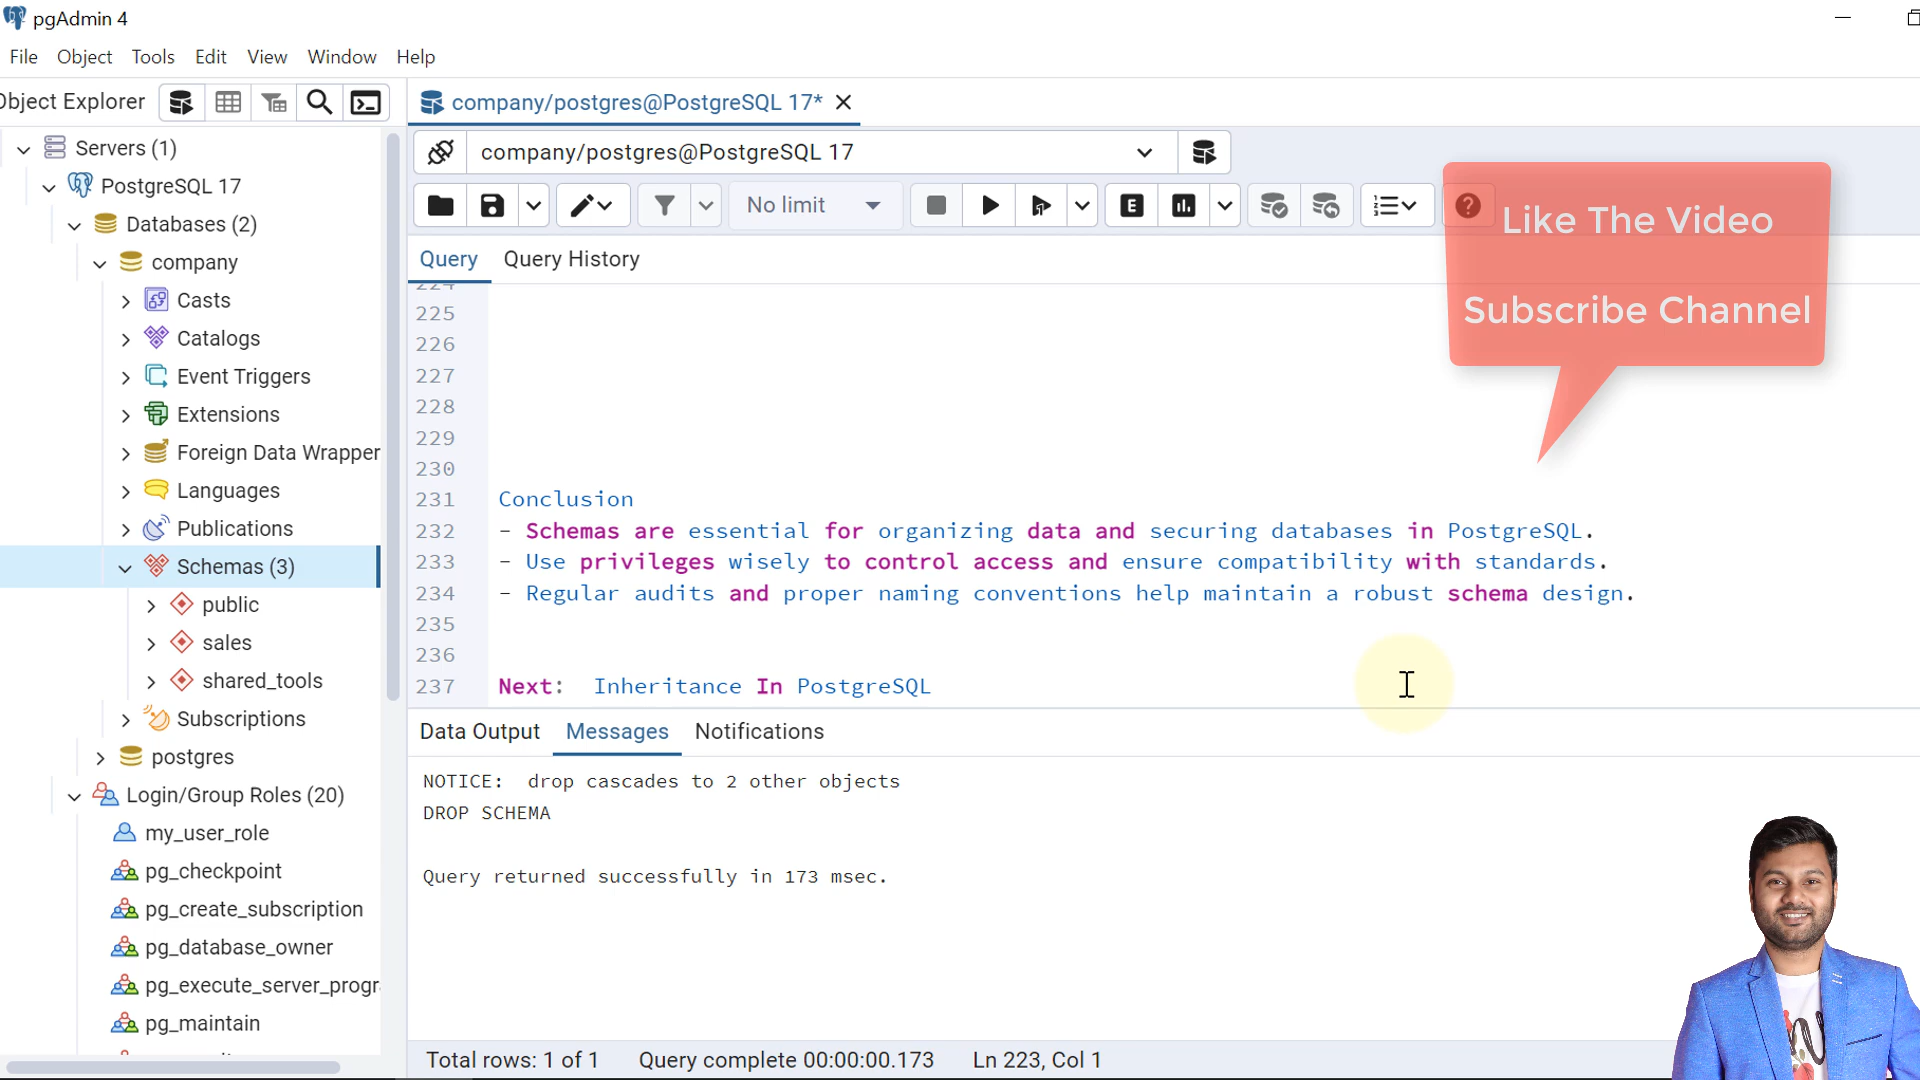 pgAdmin 4
File Object Tools Edit View Window Help
Object Explorer
company/postgres@PostgreSQL 17*
Servers (1)
PostgreSQL 17
Databases (2)
company
Casts
Catalogs
Event Triggers
Extensions
Foreign Data Wrapper
Languages
Publications
Schemas (3)
public
sales
shared_tools
Subscriptions
postgres
Login/Group Roles (20)
my_user_role
pg_checkpoint
pg_create_subscription
pg_database_owner
pg_execute_server_progr
pg_maintain
company/postgres@PostgreSQL 17
No limit
E
Query Query History
224
225
226
227
228
229
230
231 Conclusion
232 - Schemas are essential for organizing data and securing databases in PostgreSQL.
233 - Use privileges wisely to control access and ensure compatibility with standards.
234 - Regular audits and proper naming conventions help maintain a robust schema design.
235
236
237 Next: Inheritance In PostgreSQL
Like The Video
Subscribe Channel
Data Output Messages Notifications
NOTICE: drop cascades to 2 other objects
DROP SCHEMA
Query returned successfully in 173 msec.
Total rows: 1 of 1 Query complete 00:00:00.173 Ln 223, Col 1